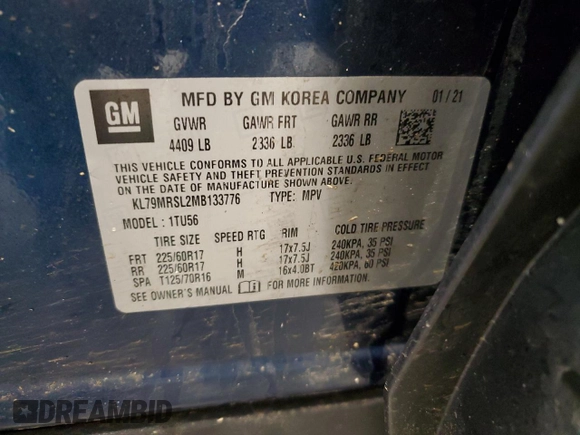 GM
MFD BY GM KOREA COMPANY 01/21
GVWR GAWR FRT GAWR RR
4409 LB 2336 LB 2336 LB
THIS VEHICLE CONFORMS TO ALL APPLICABLE U.S. FEDERAL MOTOR
VEHICLE SAFETY AND THEFT PREVENTION STANDARDS IN EFFECT ON
THE DATE OF MANUFACTURE SHOWN ABOVE.
KL79MRSL2MB133776 TYPE: MPV
MODEL: 1TU56
TIRE SIZE SPEED RTG RIM COLD TIRE PRESSURE
FRT 225/60R17 H 17x7.5J 240KPA, 35 PSI
RR 225/60R17 H 17x7.5J 240KPA, 35 PSI
SPA T125/70R16 M 16x4.0BT 420KPA, 60 PSI
SEE OWNER'S MANUAL FOR MORE INFORMATION.
DREAMBID